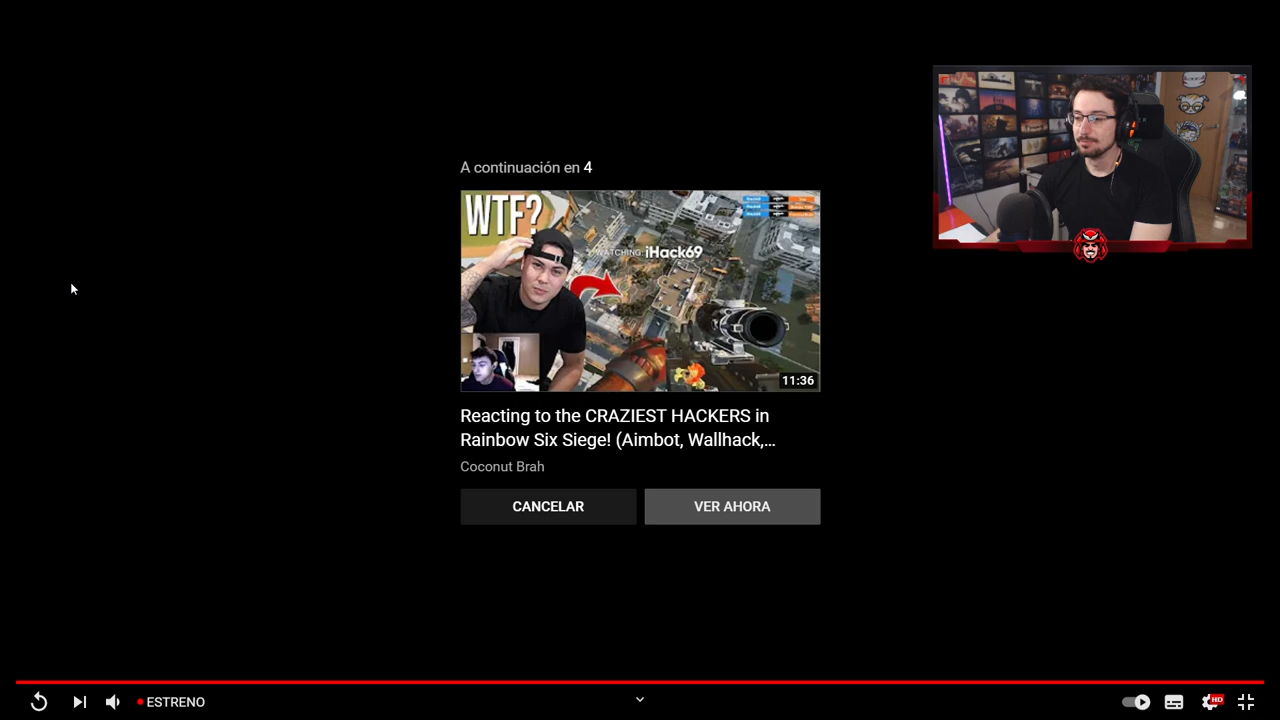 A continuación en 4
WTF?
WATCHING: iHack69
11:36
Reacting to the CRAZIEST HACKERS in
Rainbow Six Siege! (Aimbot, Wallhack,...
Coconut Brah
CANCELAR
VER AHORA
ESTRENO
HD